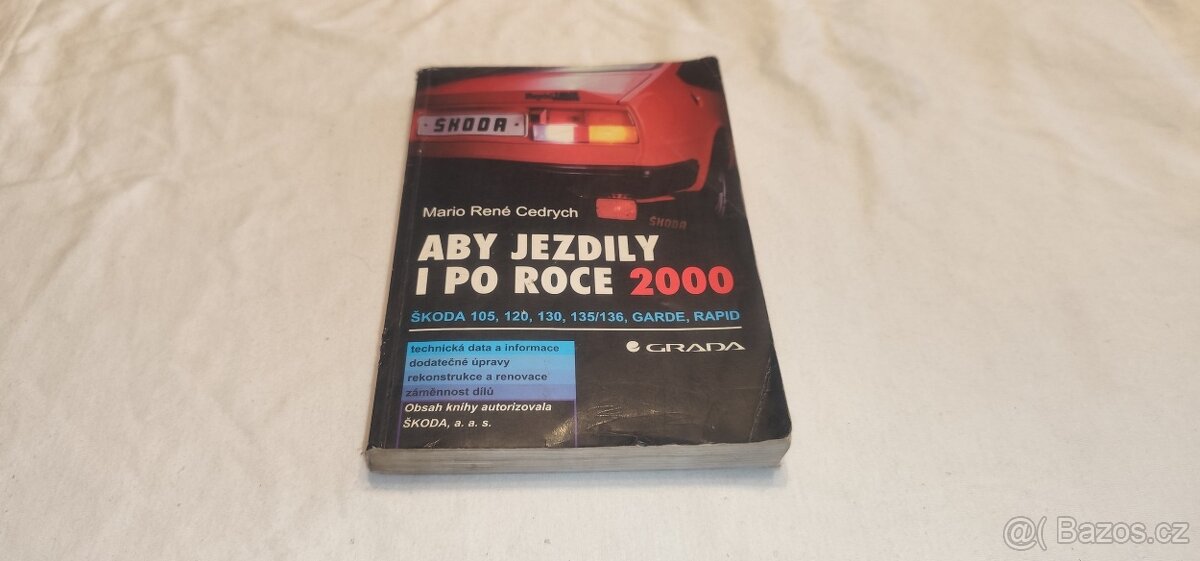 ŠKODA
Mario René Cedrych
ŠKODA
ABY JEZDILY
I PO ROCE 2000
ŠKODA 105, 120, 130, 135/136, GARDE, RAPID
GRADA
technická data a informace
dodatečné úpravy
rekonstrukce a renovace
záměnnost dílů
Obsah knihy autorizovala
ŠKODA, a. a. s.
@( Bazos.cz